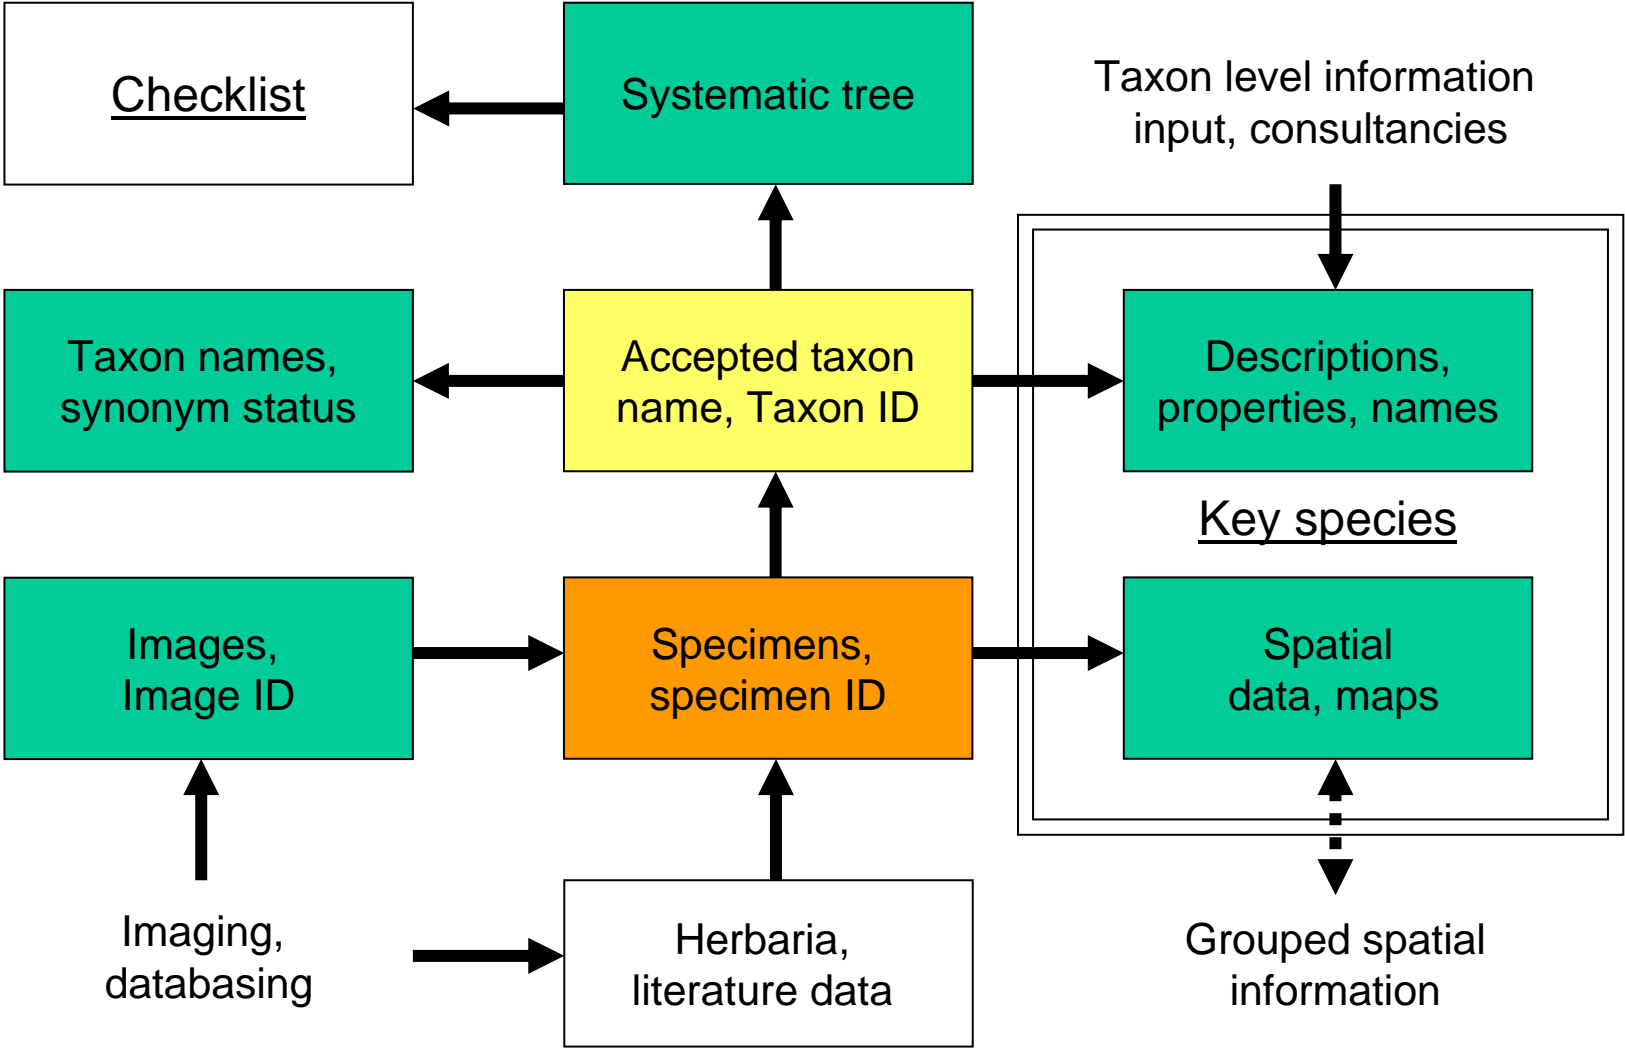 Checklist
Systematic tree
Taxon level information
input, consultancies
Taxon names,
synonym status
Accepted taxon
name, Taxon ID
Descriptions,
properties, names
Key species
Images,
Image ID
Specimens,
specimen ID
Spatial
data, maps
Imaging,
databasing
Herbaria,
literature data
Grouped spatial
information